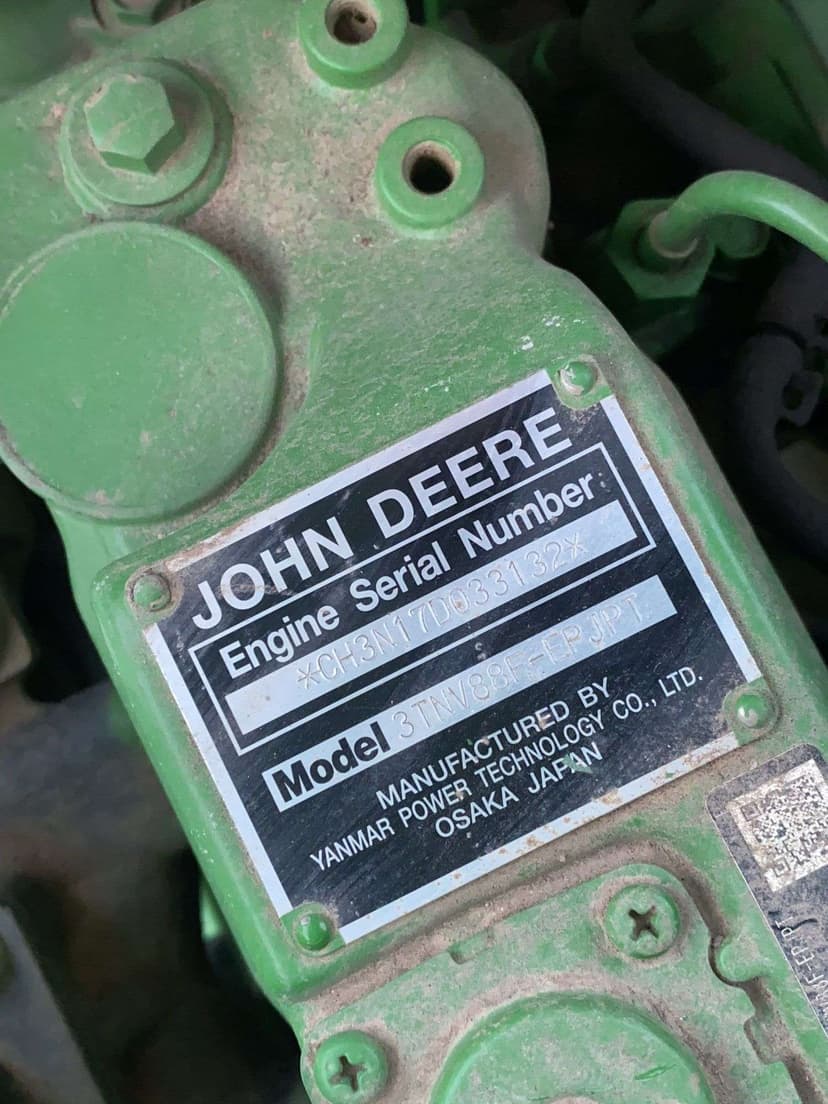 JOHN DEERE
Engine Serial Number
*CH3N17D033132*
Model 3TNV88F-EPJPT
MANUFACTURED BY
YANMAR POWER TECHNOLOGY CO., LTD.
OSAKA JAPAN